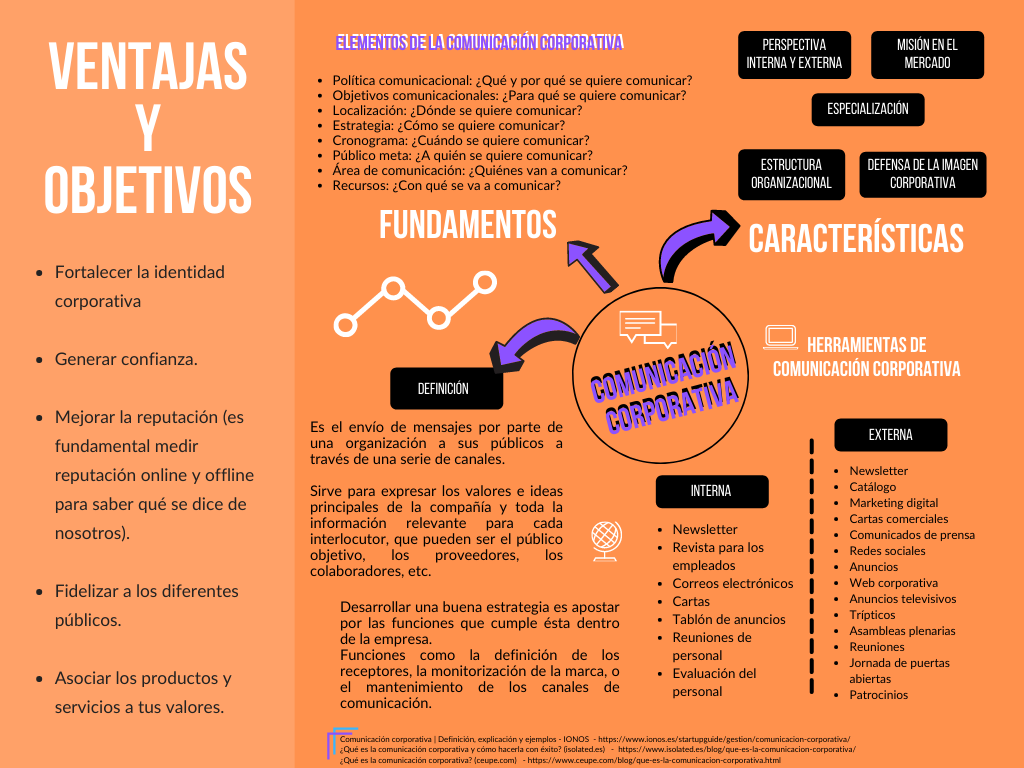 VENTAJAS
Y
OBJETIVOS
• Fortalecer la identidad
corporativa
• Generar confianza.
• Mejorar la reputación (es
fundamental medir
reputación online y offline
para saber qué se dice de
nosotros).
• Fidelizar a los diferentes
públicos.
• Asociar los productos y
servicios a tus valores.
ELEMENTOS DE LA COMUNICACIÓN CORPORATIVA
• Política comunicacional: ¿Qué y por qué se quiere comunicar?
• Objetivos comunicacionales: ¿Para qué se quiere comunicar?
• Localización: ¿Dónde se quiere comunicar?
• Estrategia: ¿Cómo se quiere comunicar?
• Cronograma: ¿Cuándo se quiere comunicar?
• Público meta: ¿A quién se quiere comunicar?
• Área de comunicación: ¿Quiénes van a comunicar?
• Recursos: ¿Con qué se va a comunicar?
FUNDAMENTOS
PERSPECTIVA
INTERNA Y EXTERNA
MISIÓN EN EL
MERCADO
ESPECIALIZACIÓN
ESTRUCTURA
ORGANIZACIONAL
DEFENSA DE LA IMAGEN
CORPORATIVA
CARACTERÍSTICAS
COMUNICACIÓN
CORPORATIVA
DEFINICIÓN
Es el envío de mensajes por parte de
una organización a sus públicos a
través de una serie de canales.
Sirve para expresar los valores e ideas
principales de la compañía y toda la
información relevante para cada
interlocutor, que pueden ser el público
objetivo, los proveedores, los
colaboradores, etc.
Desarrollar una buena estrategia es apostar
por las funciones que cumple ésta dentro
de la empresa.
Funciones como la definición de los
receptores, la monitorización de la marca, o
el mantenimiento de los canales de
comunicación.
HERRAMIENTAS DE
COMUNICACIÓN CORPORATIVA
INTERNA
• Newsletter
• Revista para los
empleados
• Correos electrónicos
• Cartas
• Tablón de anuncios
• Reuniones de
personal
• Evaluación del
personal
EXTERNA
• Newsletter
• Catálogo
• Marketing digital
• Cartas comerciales
• Comunicados de prensa
• Redes sociales
• Anuncios
• Web corporativa
• Anuncios televisivos
• Trípticos
• Asambleas plenarias
• Reuniones
• Jornada de puertas
abiertas
• Patrocinios
Comunicación corporativa | Definición, explicación y ejemplos - IONOS - https://www.ionos.es/startupguide/gestion/comunicacion-corporativa/
¿Qué es la comunicación corporativa y cómo hacerla con éxito? (isolated.es) - https://www.isolated.es/blog/que-es-la-comunicacion-corporativa/
¿Qué es la comunicación corporativa? (ceupe.com) - https://www.ceupe.com/blog/que-es-la-comunicacion-corporativa.html